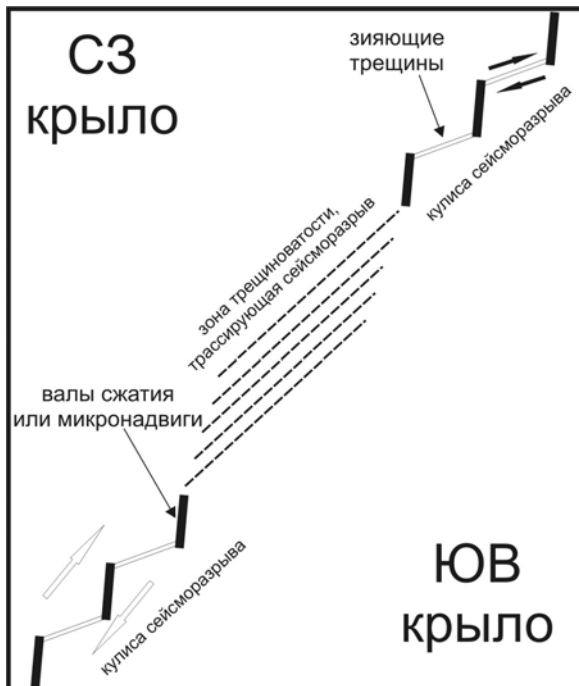 СЗ
крыло
зияющие
трещины
кулиса сейсморазрыва
зона трещиноватости,
трассирующая сейсморазрыв
валы сжатия
или микронадвиги
кулиса сейсморазрыва
ЮВ
крыло